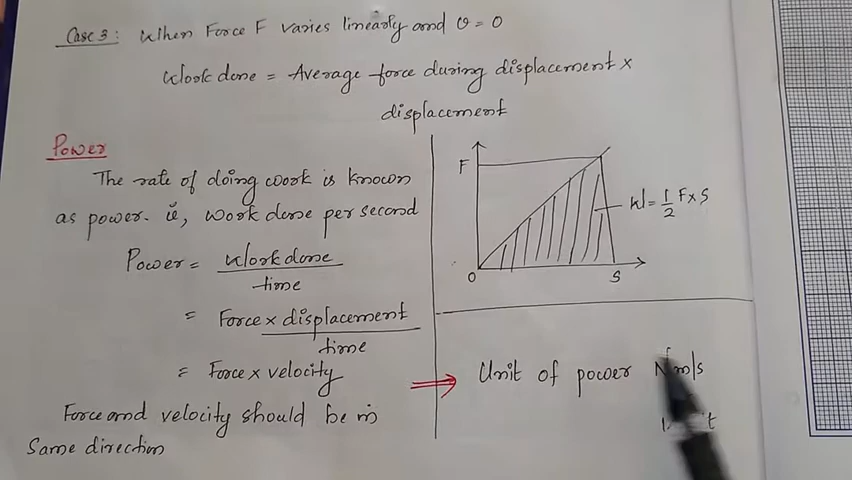 Case 3: When Force F varies linearly and θ = 0
Work done = Average force during displacement ×
displacement
Power
The rate of doing work is known
as power. ie, work done per second
Power = Work done
time
= Force × displacement
time
= Force × velocity
Force and velocity should be in
Same direction
F
W = 1/2 F × S
O
S
Unit of power Nm/s